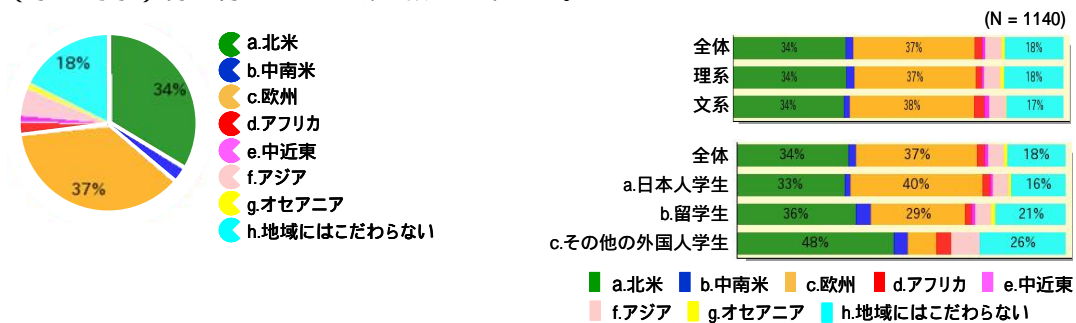 (N = 1140)
18%
34%
37%
a.北米
b.中南米
c.欧州
d.アフリカ
e.中近東
f.アジア
g.オセアニア
h.地域にはこだわらない
全体 34% 37% 18%
理系 34% 37% 18%
文系 34% 38% 17%
全体 34% 37% 18%
a.日本人学生 33% 40% 16%
b.留学生 36% 29% 21%
c.その他の外国人学生 48% 26%
a.北米 b.中南米 c.欧州 d.アフリカ e.中近東
f.アジア g.オセアニア h.地域にはこだわらない